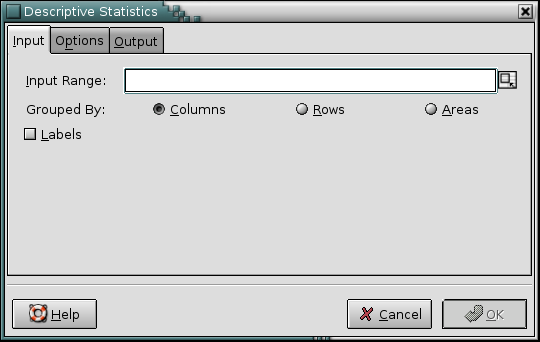 Descriptive Statistics
Input Options Output
Input Range:
Grouped By: Columns Rows Areas
Labels
Help Cancel OK